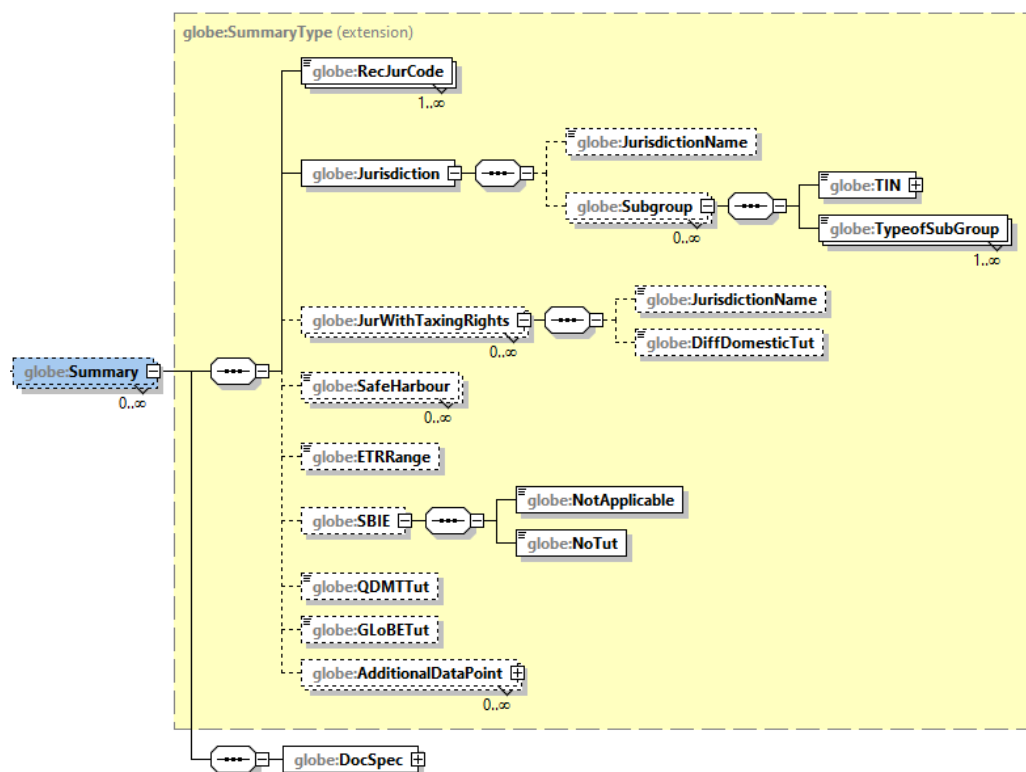 globe:SummaryType (extension)
globe:RecJurCode
1..∞
globe:JurisdictionName
globe:Jurisdiction
globe:TIN
globe:Subgroup
0..∞
globe:TypeofSubGroup
1..∞
globe:JurisdictionName
globe:JurWithTaxingRights
0..∞
globe:DiffDomesticTut
globe:Summary
0..∞
globe:SafeHarbour
0..∞
globe:ETRRange
globe:NotApplicable
globe:SBIE
globe:NoTut
globe:QDMTTut
globe:GLoBETut
globe:AdditionalDataPoint
0..∞
globe:DocSpec